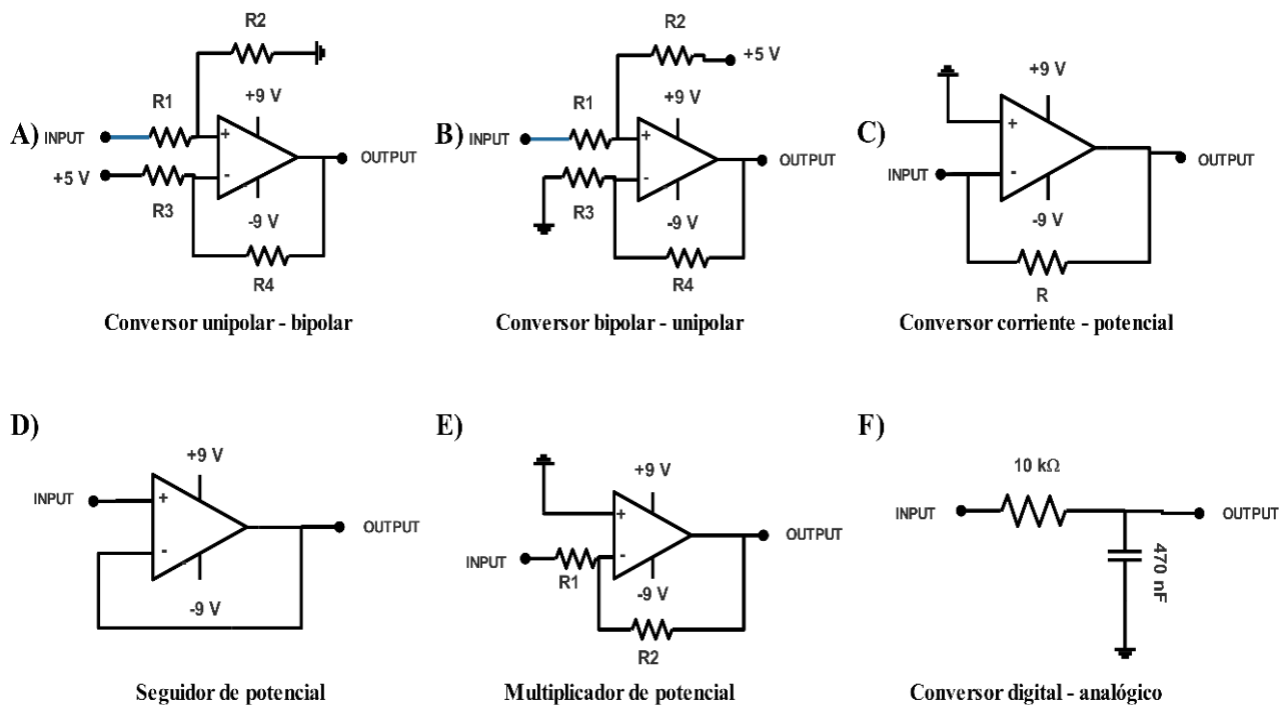 A)
R2
+9 V
R1
INPUT
+
-
OUTPUT
+5 V
R3
-9 V
R4
Conversor unipolar - bipolar
B)
R2
+5 V
+9 V
R1
INPUT
+
-
OUTPUT
R3
-9 V
R4
Conversor bipolar - unipolar
C)
+9 V
+
INPUT
-
OUTPUT
-9 V
R
Conversor corriente - potencial
D)
+9 V
INPUT
+
-
OUTPUT
-9 V
Seguidor de potencial
E)
+9 V
+
INPUT
R1
-
OUTPUT
-9 V
R2
Multiplicador de potencial
F)
10 kΩ
INPUT
OUTPUT
470 nF
Conversor digital - analógico